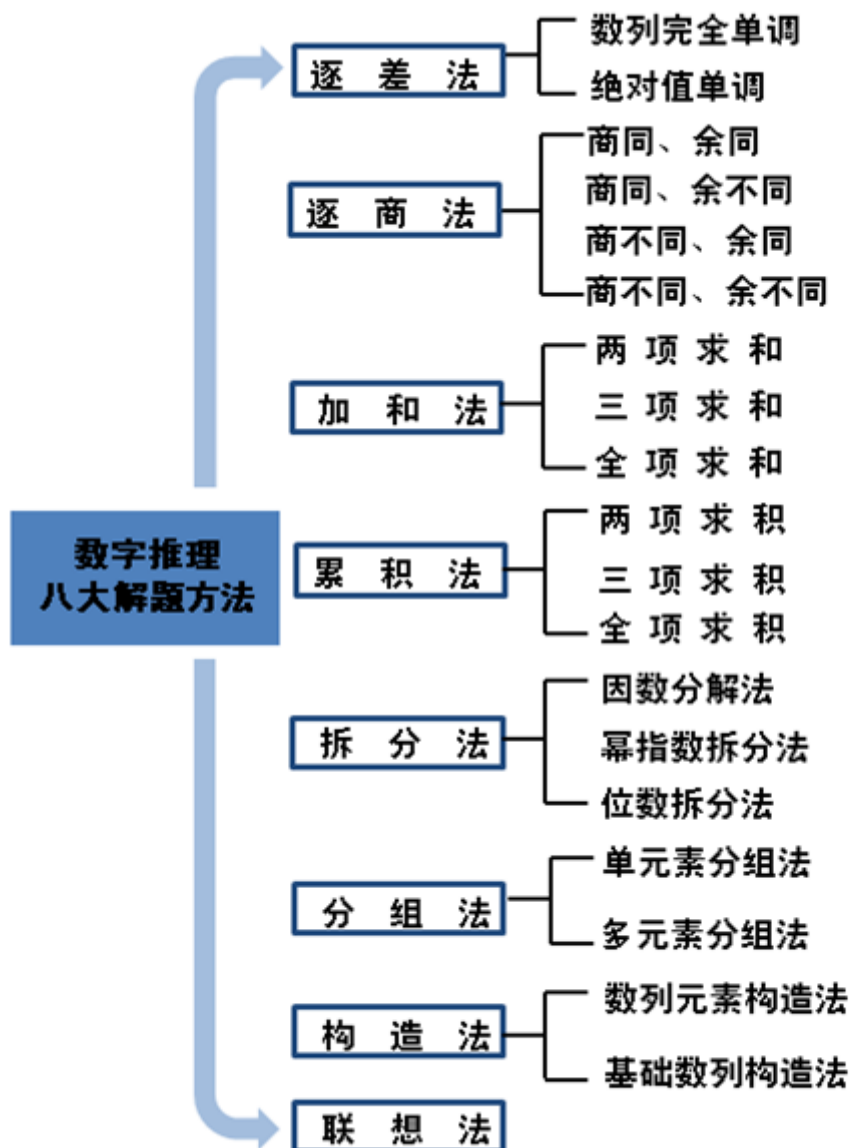 数字推理
八大解题方法
逐差法
数列完全单调
绝对值单调
逐商法
商同、余同
商同、余不同
商不同、余同
商不同、余不同
加和法
两项求和
三项求和
全项求和
累积法
两项求积
三项求积
全项求积
拆分法
因数分解法
幂指数拆分法
位数拆分法
分组法
单元素分组法
多元素分组法
构造法
数列元素构造法
基础数列构造法
联想法